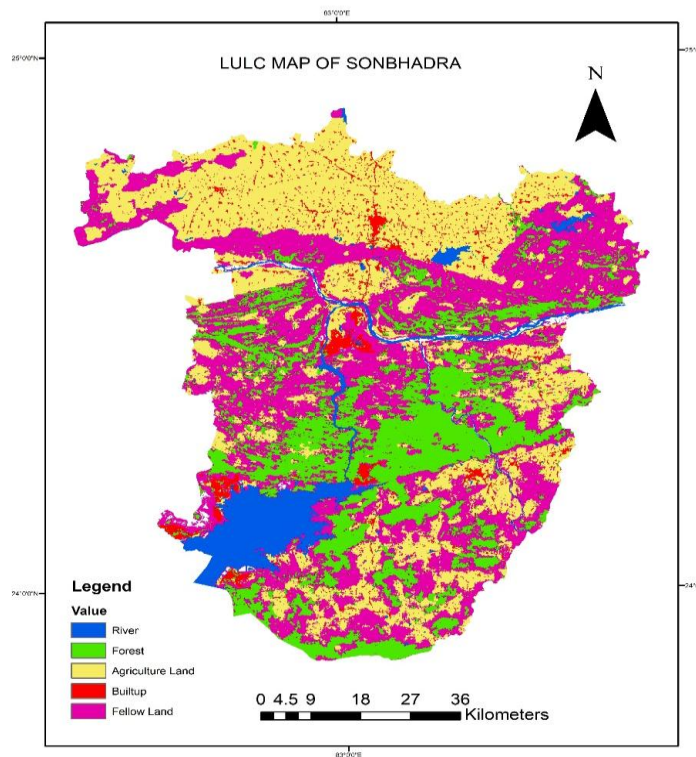 83°0'0"E
25°0'0"N
LULC MAP OF SONBHADRA
N
24°0'0"N
Legend
Value
River
Forest
Agriculture Land
Builtup
Fellow Land
0 4.5 9 18 27 36
Kilometers
83°0'0"E